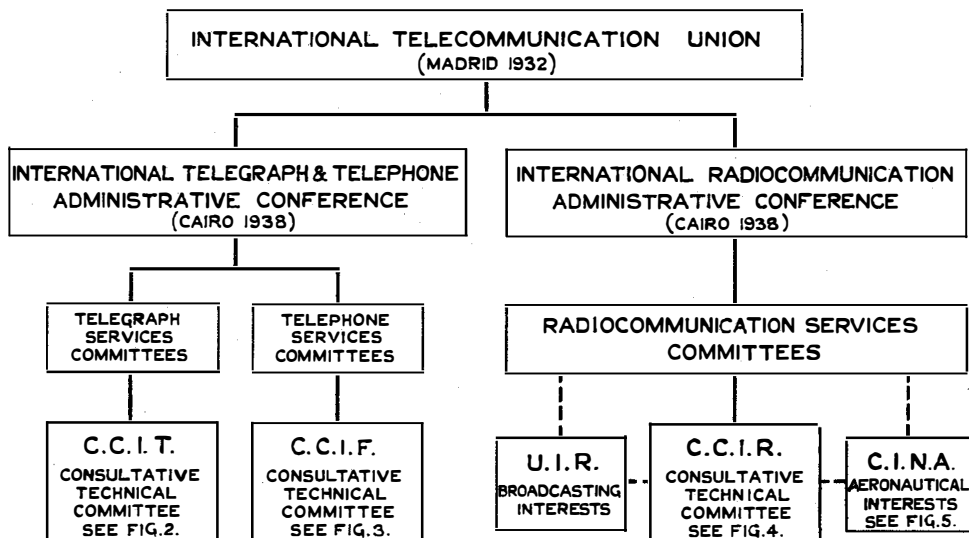 INTERNATIONAL TELECOMMUNICATION UNION
(MADRID 1932)
INTERNATIONAL TELEGRAPH & TELEPHONE
ADMINISTRATIVE CONFERENCE
(CAIRO 1938)
INTERNATIONAL RADIOCOMMUNICATION
ADMINISTRATIVE CONFERENCE
(CAIRO 1938)
TELEGRAPH
SERVICES
COMMITTEES
TELEPHONE
SERVICES
COMMITTEES
RADIOCOMMUNICATION SERVICES
COMMITTEES
C.C.I.T.
CONSULTATIVE
TECHNICAL
COMMITTEE
SEE FIG.2.
C.C.I.F.
CONSULTATIVE
TECHNICAL
COMMITTEE
SEE FIG.3.
U.I.R.
BROADCASTING
INTERESTS
C.C.I.R.
CONSULTATIVE
TECHNICAL
COMMITTEE
SEE FIG.4.
C.I.N.A.
AERONAUTICAL
INTERESTS
SEE FIG.5.